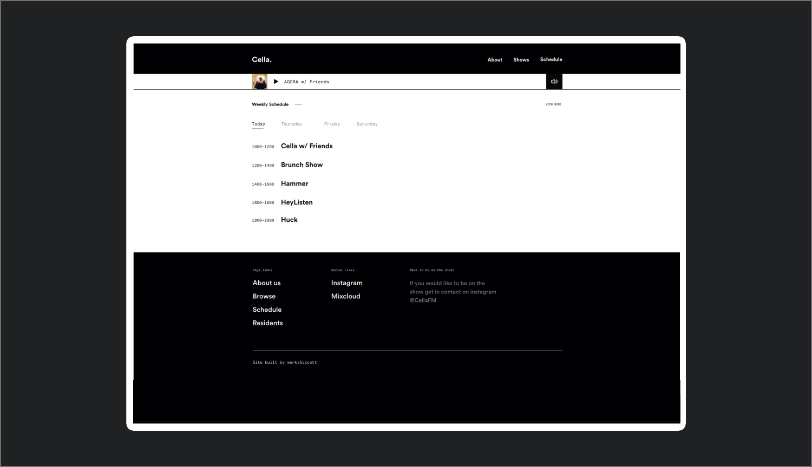 Cella.
About Shows Schedule
AGORA w/ Friends
Weekly Schedule
VIEW MORE
Today Thursday Friday Saturday
1000-1200 Cella w/ Friends
1200-1400 Brunch Show
1400-1600 Hammer
1600-1800 HeyListen
1800-2000 Huck
Page Links
About us
Browse
Schedule
Residents
Social Links
Instagram
Mixcloud
Want to be on the show?
If you would like to be on the
show get in contact on instagram
@CellaFM
Site built by marksbyscott